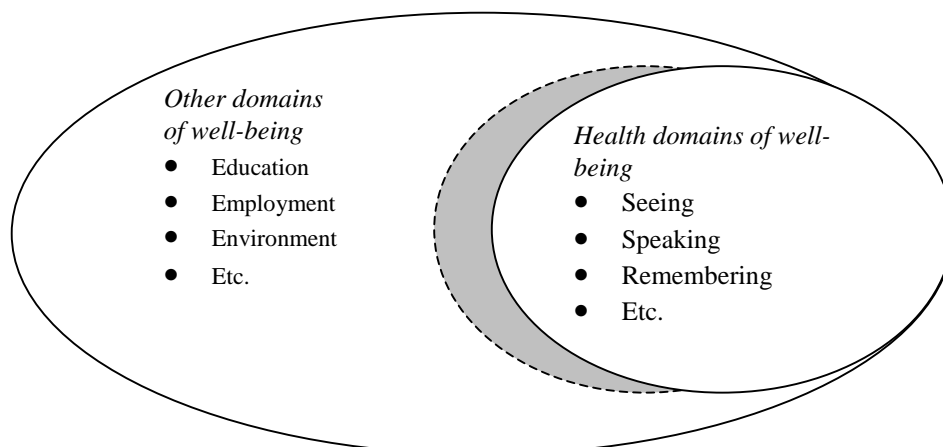 Other domains
of well-being
● Education
● Employment
● Environment
● Etc.
Health domains of well-
being
● Seeing
● Speaking
● Remembering
● Etc.